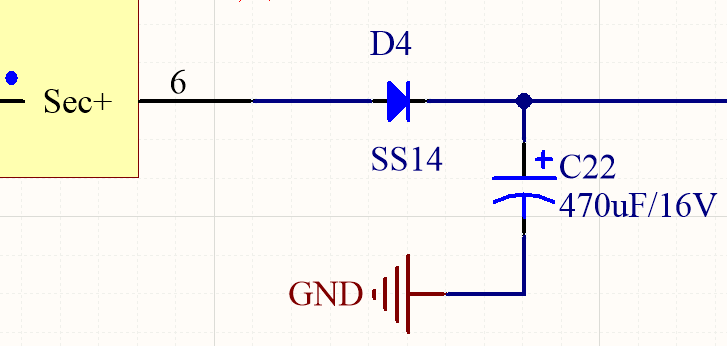 D4
6
Sec+
SS14
+
C22
470uF/16V
GND